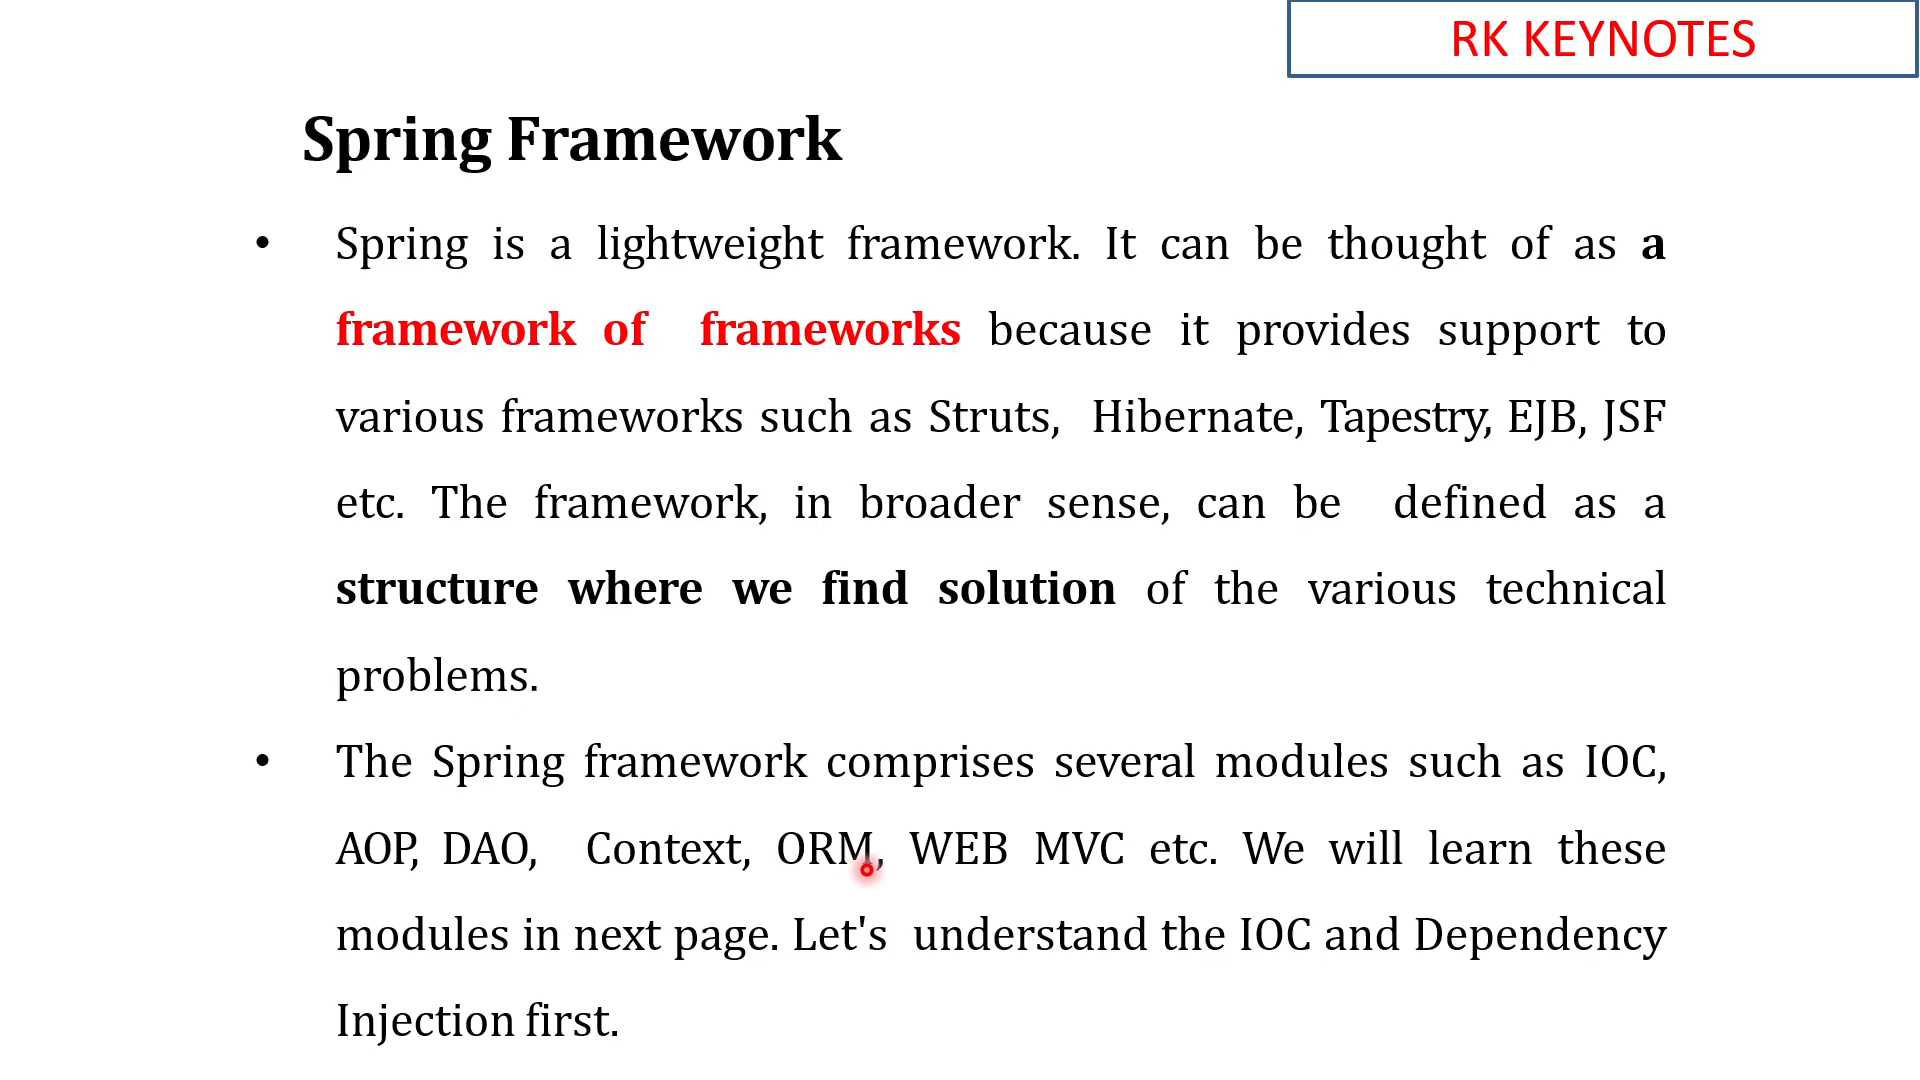 RK KEYNOTES
Spring Framework
• Spring is a lightweight framework. It can be thought of as a
framework of frameworks because it provides support to
various frameworks such as Struts, Hibernate, Tapestry, EJB, JSF
etc. The framework, in broader sense, can be defined as a
structure where we find solution of the various technical
problems.
• The Spring framework comprises several modules such as IOC,
AOP, DAO, Context, ORM, WEB MVC etc. We will learn these
modules in next page. Let's understand the IOC and Dependency
Injection first.